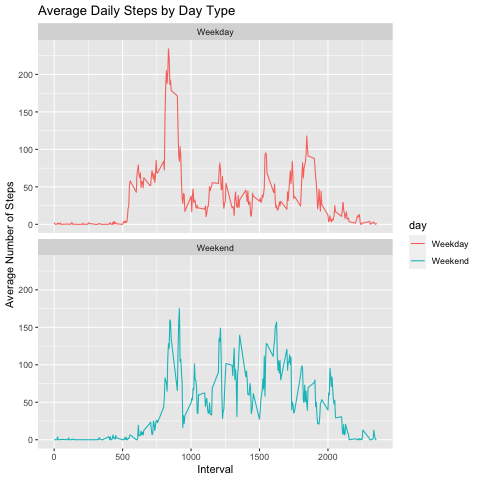 Average Daily Steps by Day Type
Weekday
200
150
100
50
0
Weekend
200
150
100
50
0
0 500 1000 1500 2000
Interval
Average Number of Steps
day
Weekday
Weekend